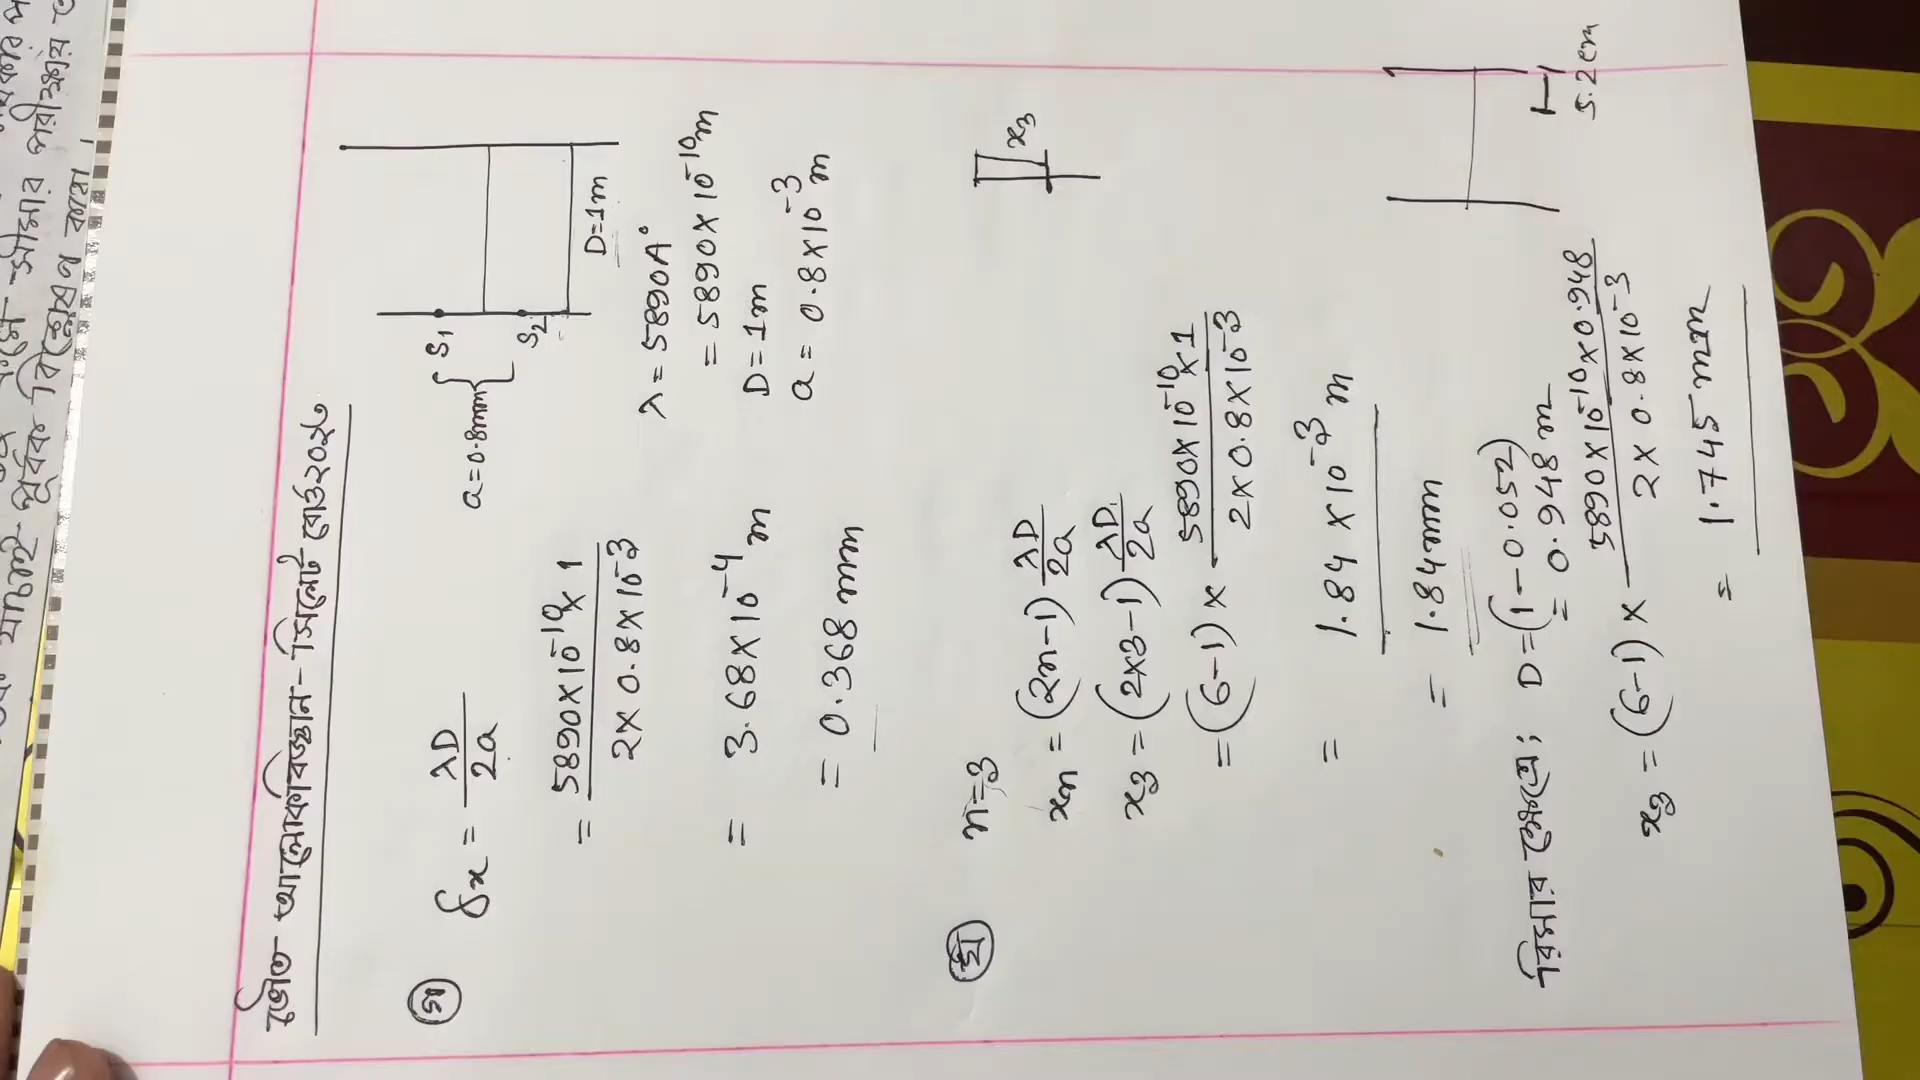 ভৌত আলোকবিজ্ঞান - সিলেট বোর্ড ২০২৩
গ
δx = λD/2a
= 5890×10⁻¹⁰×1 / 2×0.8×10⁻³
= 3.68×10⁻⁴ m
= 0.368 mm
a=0.8mm { S₁ S₂
D=1m
λ = 5890A°
= 5890×10⁻¹⁰m
D=1m
a = 0.8×10⁻³ m
ঘ
n=3
xn = (2n-1) λD/2a
x₃ = (2×3-1) λD/2a
= (6-1) × 5890×10⁻¹⁰×1 / 2×0.8×10⁻³
= 1.84 ×10⁻³ m
= 1.84mm
x₃
D=(1-0.052)
= 0.948m
x₃ = (6-1) × 5890×10⁻¹⁰×0.948 / 2×0.8×10⁻³
= 1.745 mm
5.2cm
বিশ্লেষণ করো।